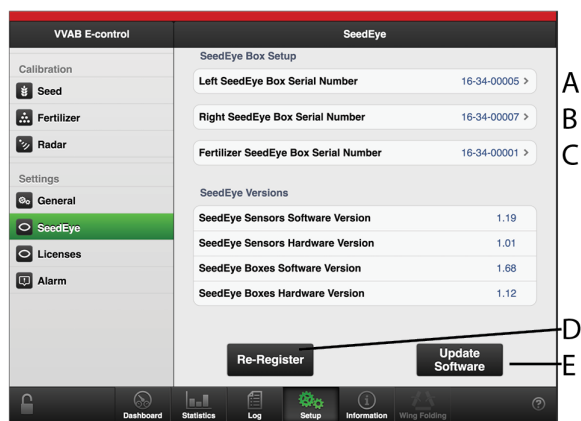 VVAB E-control
SeedEye
Calibration
Seed
Fertilizer
Radar
Settings
General
SeedEye
Licenses
Alarm
SeedEye Box Setup
Left SeedEye Box Serial Number 16-34-00005 > A
Right SeedEye Box Serial Number 16-34-00007 > B
Fertilizer SeedEye Box Serial Number 16-34-00001 > C
SeedEye Versions
SeedEye Sensors Software Version 1.19
SeedEye Sensors Hardware Version 1.01
SeedEye Boxes Software Version 1.68
SeedEye Boxes Hardware Version 1.12
D
Re-Register
Update
Software
E
Dashboard Statistics Log Setup Information Wing Folding ?